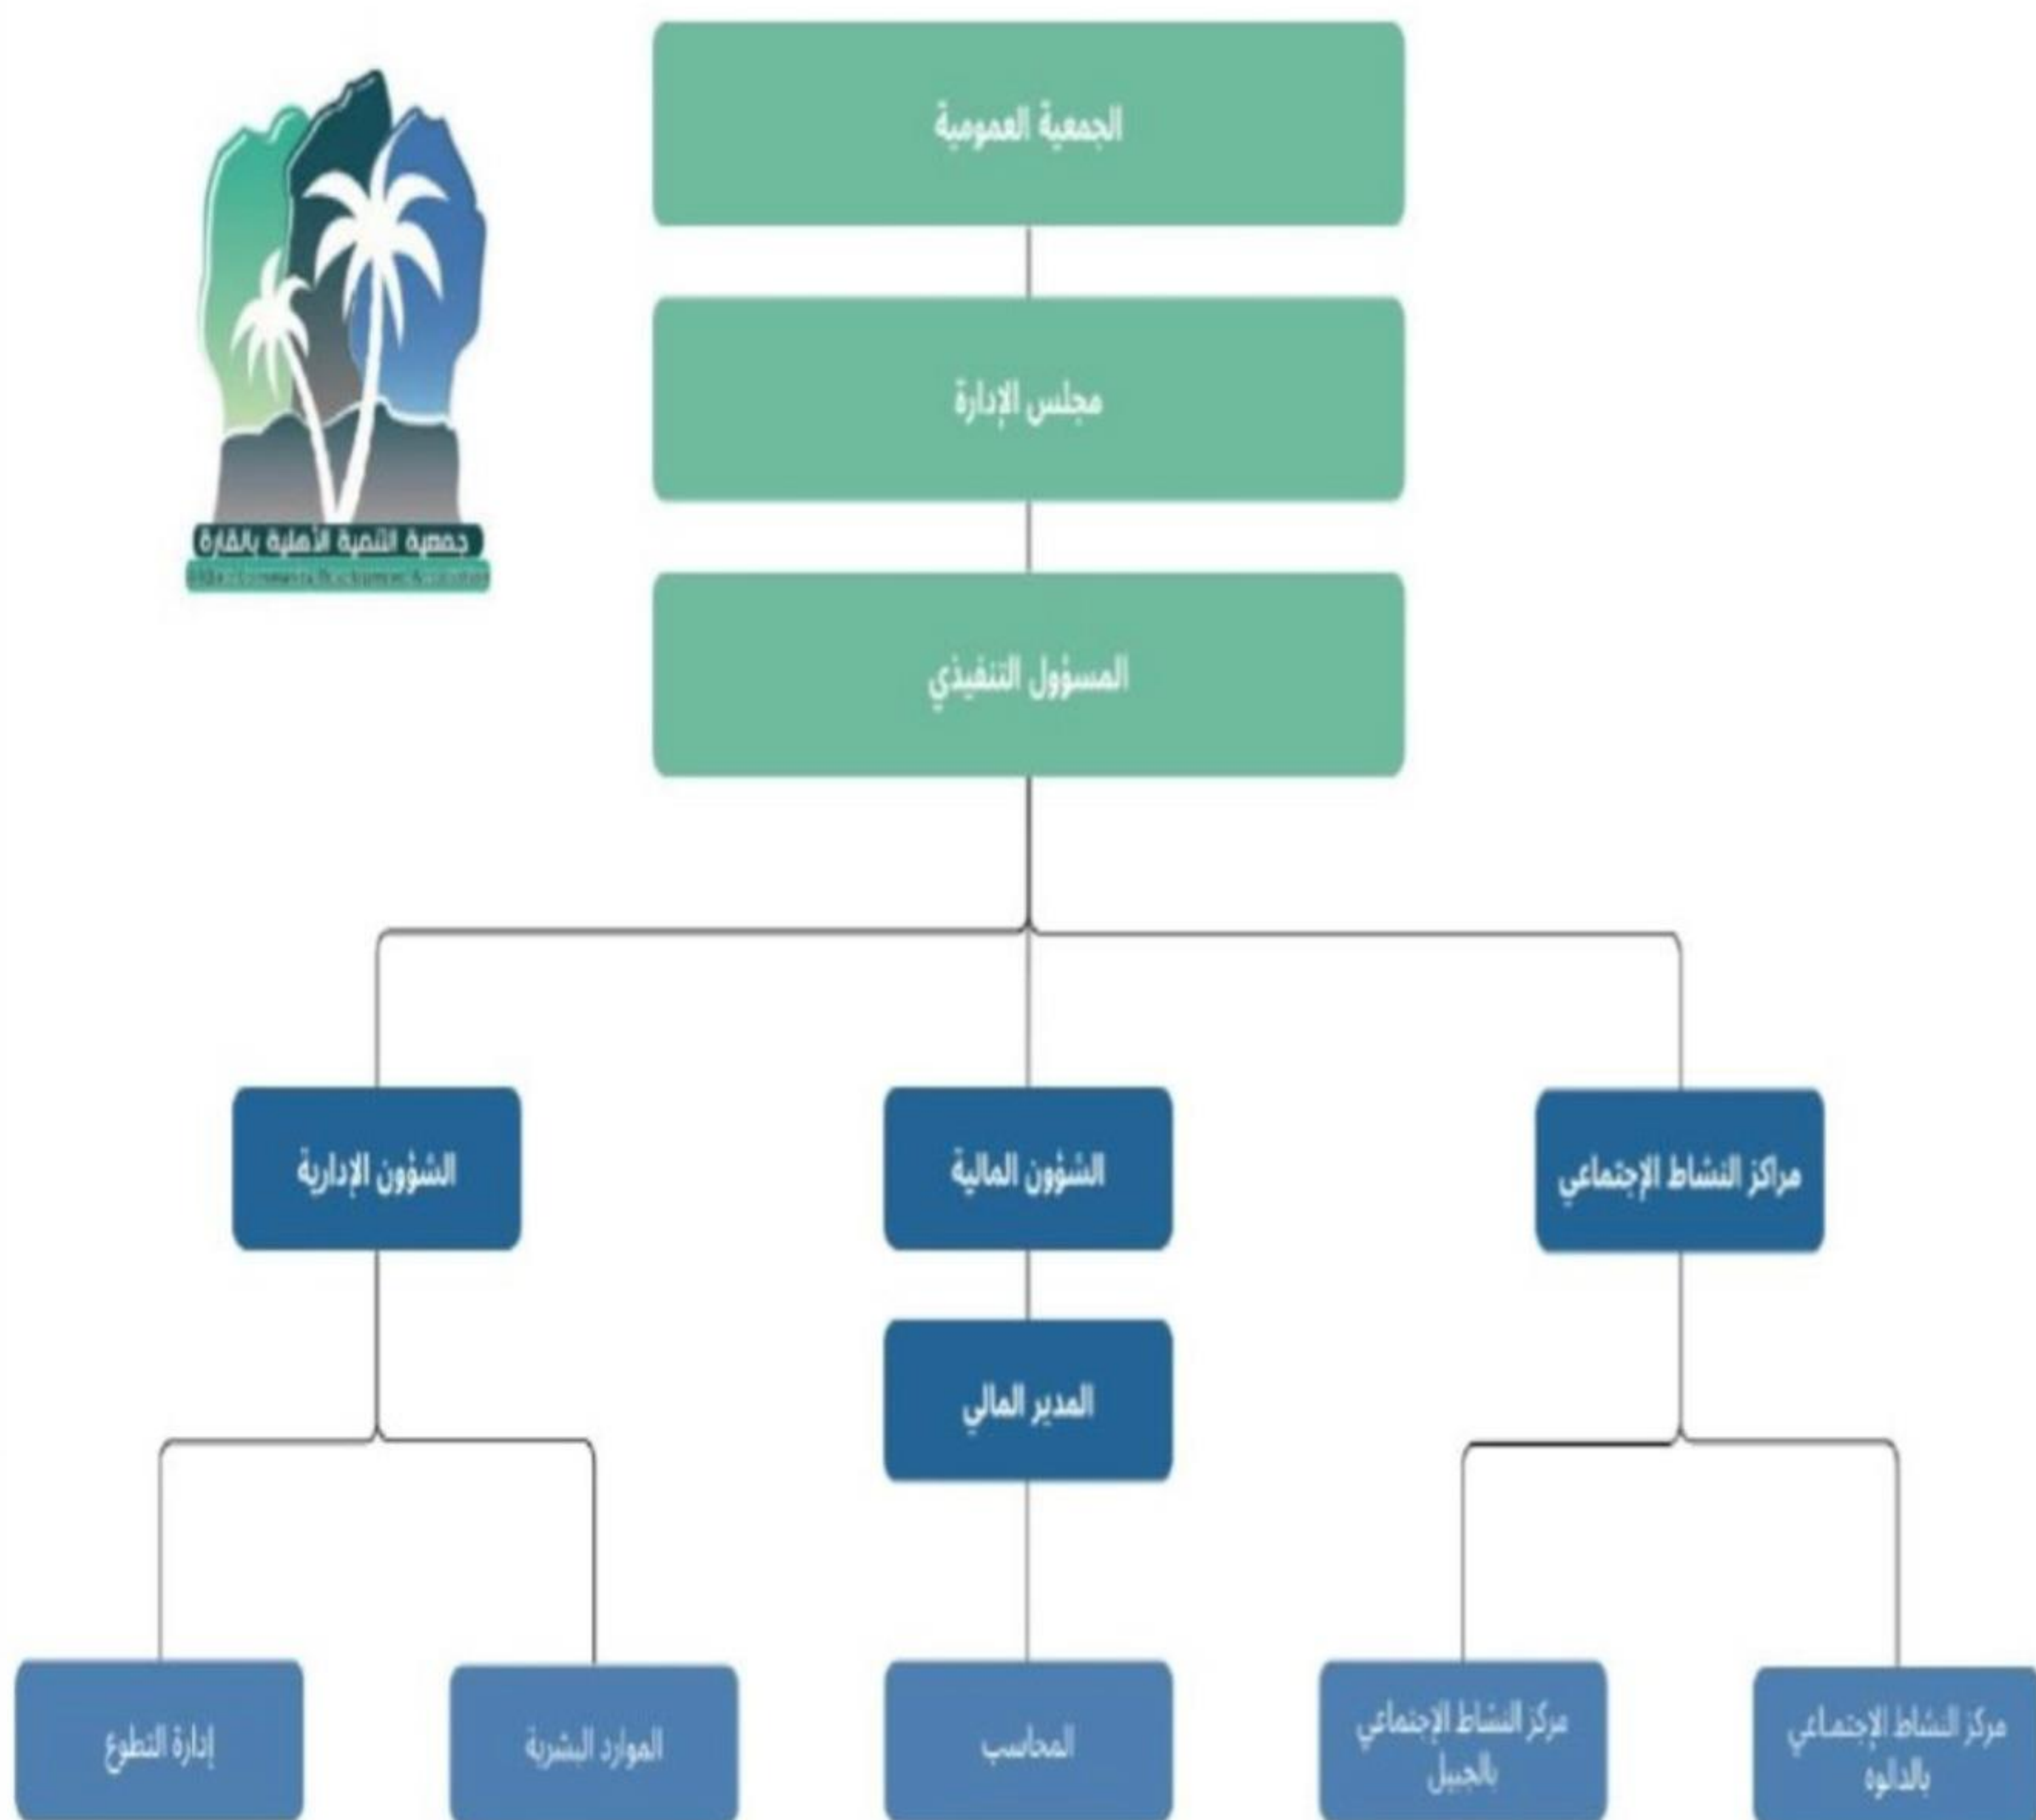 الجمعية العمومية
جمعية التنمية الأهلية بالقارة
مجلس الإدارة
المسؤول التنفيذي
مراكز النشاط الإجتماعي
الشؤون المالية
الشؤون الإدارية
المدير المالي
مركز النشاط الإجتماعي
بالدالوة
مركز النشاط الإجتماعي
بالجبيل
المحاسب
الموارد البشرية
إدارة التطوع